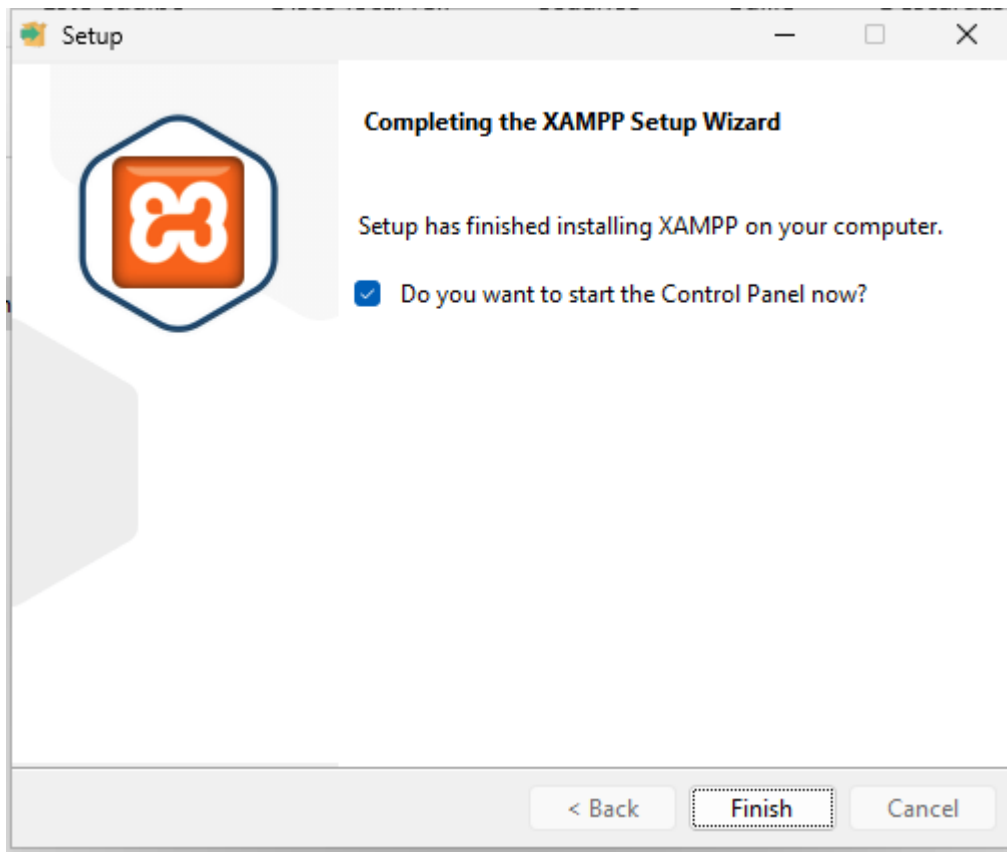 Setup
Completing the XAMPP Setup Wizard
Setup has finished installing XAMPP on your computer.
Do you want to start the Control Panel now?
< Back
Finish
Cancel